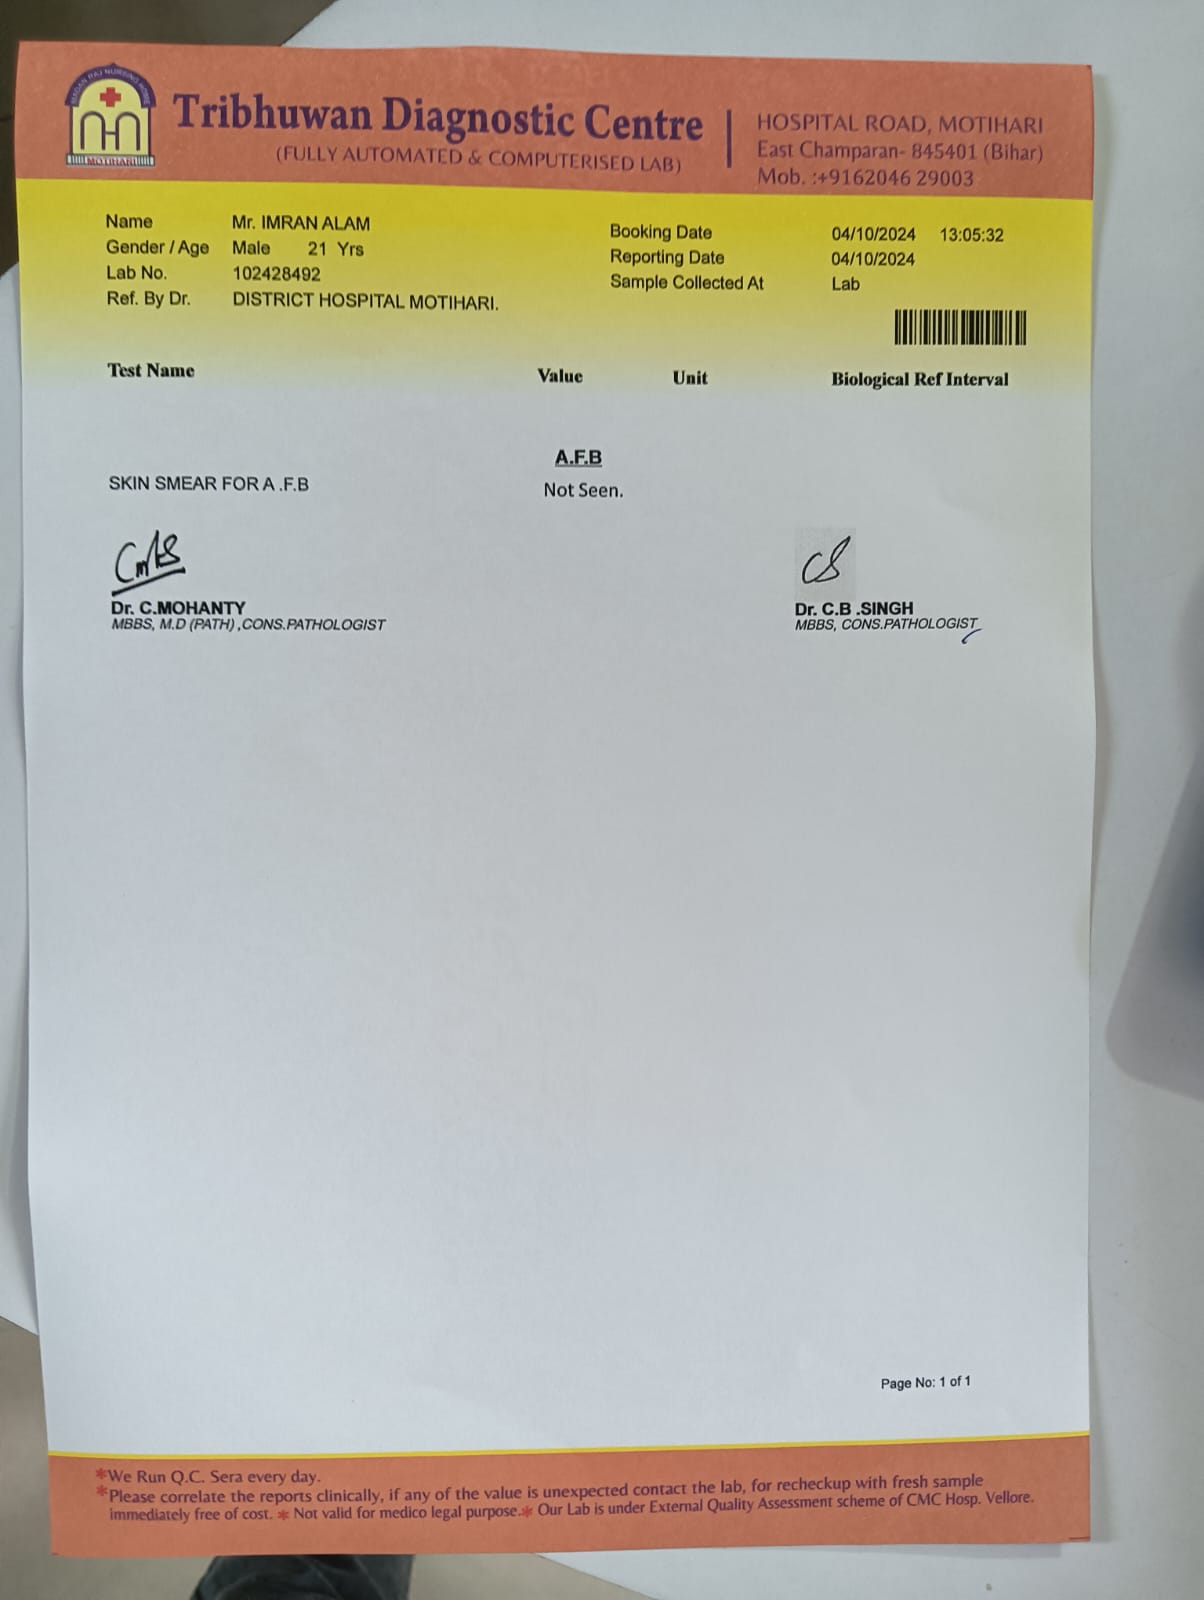 MADAN RAJ NURSING HOME
MOTIHARI
Tribhuwan Diagnostic Centre
(FULLY AUTOMATED & COMPUTERISED LAB)
HOSPITAL ROAD, MOTIHARI
East Champaran- 845401 (Bihar)
Mob. :+9162046 29003
Name Mr. IMRAN ALAM
Gender / Age Male 21 Yrs
Lab No. 102428492
Ref. By Dr. DISTRICT HOSPITAL MOTIHARI.
Booking Date 04/10/2024 13:05:32
Reporting Date 04/10/2024
Sample Collected At Lab
Test Name Value Unit Biological Ref Interval
A.F.B
SKIN SMEAR FOR A .F.B Not Seen.
Dr. C.MOHANTY
MBBS, M.D (PATH) ,CONS.PATHOLOGIST
Dr. C.B .SINGH
MBBS, CONS.PATHOLOGIST
Page No: 1 of 1
*We Run Q.C. Sera every day.
*Please correlate the reports clinically, if any of the value is unexpected contact the lab, for recheckup with fresh sample
immediately free of cost. * Not valid for medico legal purpose.* Our Lab is under External Quality Assessment scheme of CMC Hosp. Vellore.